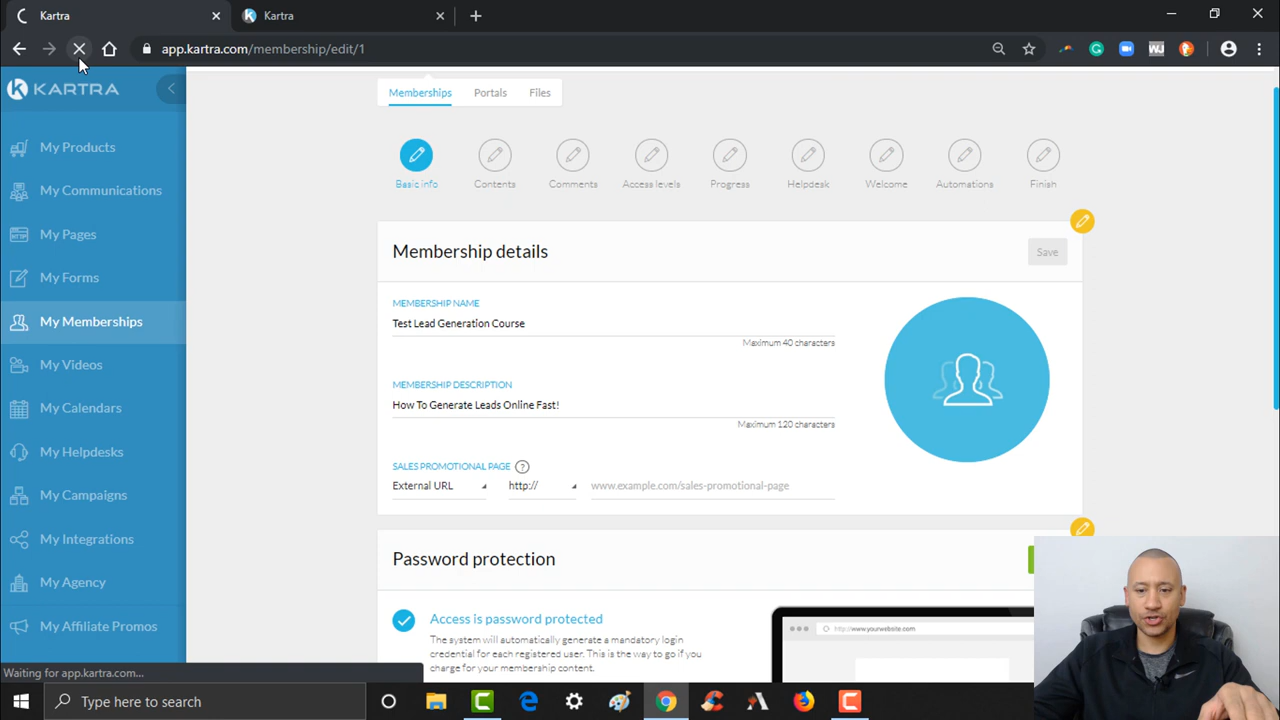 Kartra
Kartra
app.kartra.com/membership/edit/1
KARTRA
Memberships
Portals
Files
Basic info
Contents
Comments
Access levels
Progress
Helpdesk
Welcome
Automations
Finish
My Products
My Communications
My Pages
My Forms
My Memberships
My Videos
My Calendars
My Helpdesks
My Campaigns
My Integrations
My Agency
My Affiliate Promos
Membership details
Save
MEMBERSHIP NAME
Test Lead Generation Course
Maximum 40 characters
MEMBERSHIP DESCRIPTION
How To Generate Leads Online Fast!
Maximum 120 characters
SALES PROMOTIONAL PAGE ?
External URL
http://
www.example.com/sales-promotional-page
Password protection
Access is password protected
The system will automatically generate a mandatory login
credential for each registered user. This is the way to go if you
charge for your membership content.
http://www.yourwebsite.com
Waiting for app.kartra.com...
Type here to search